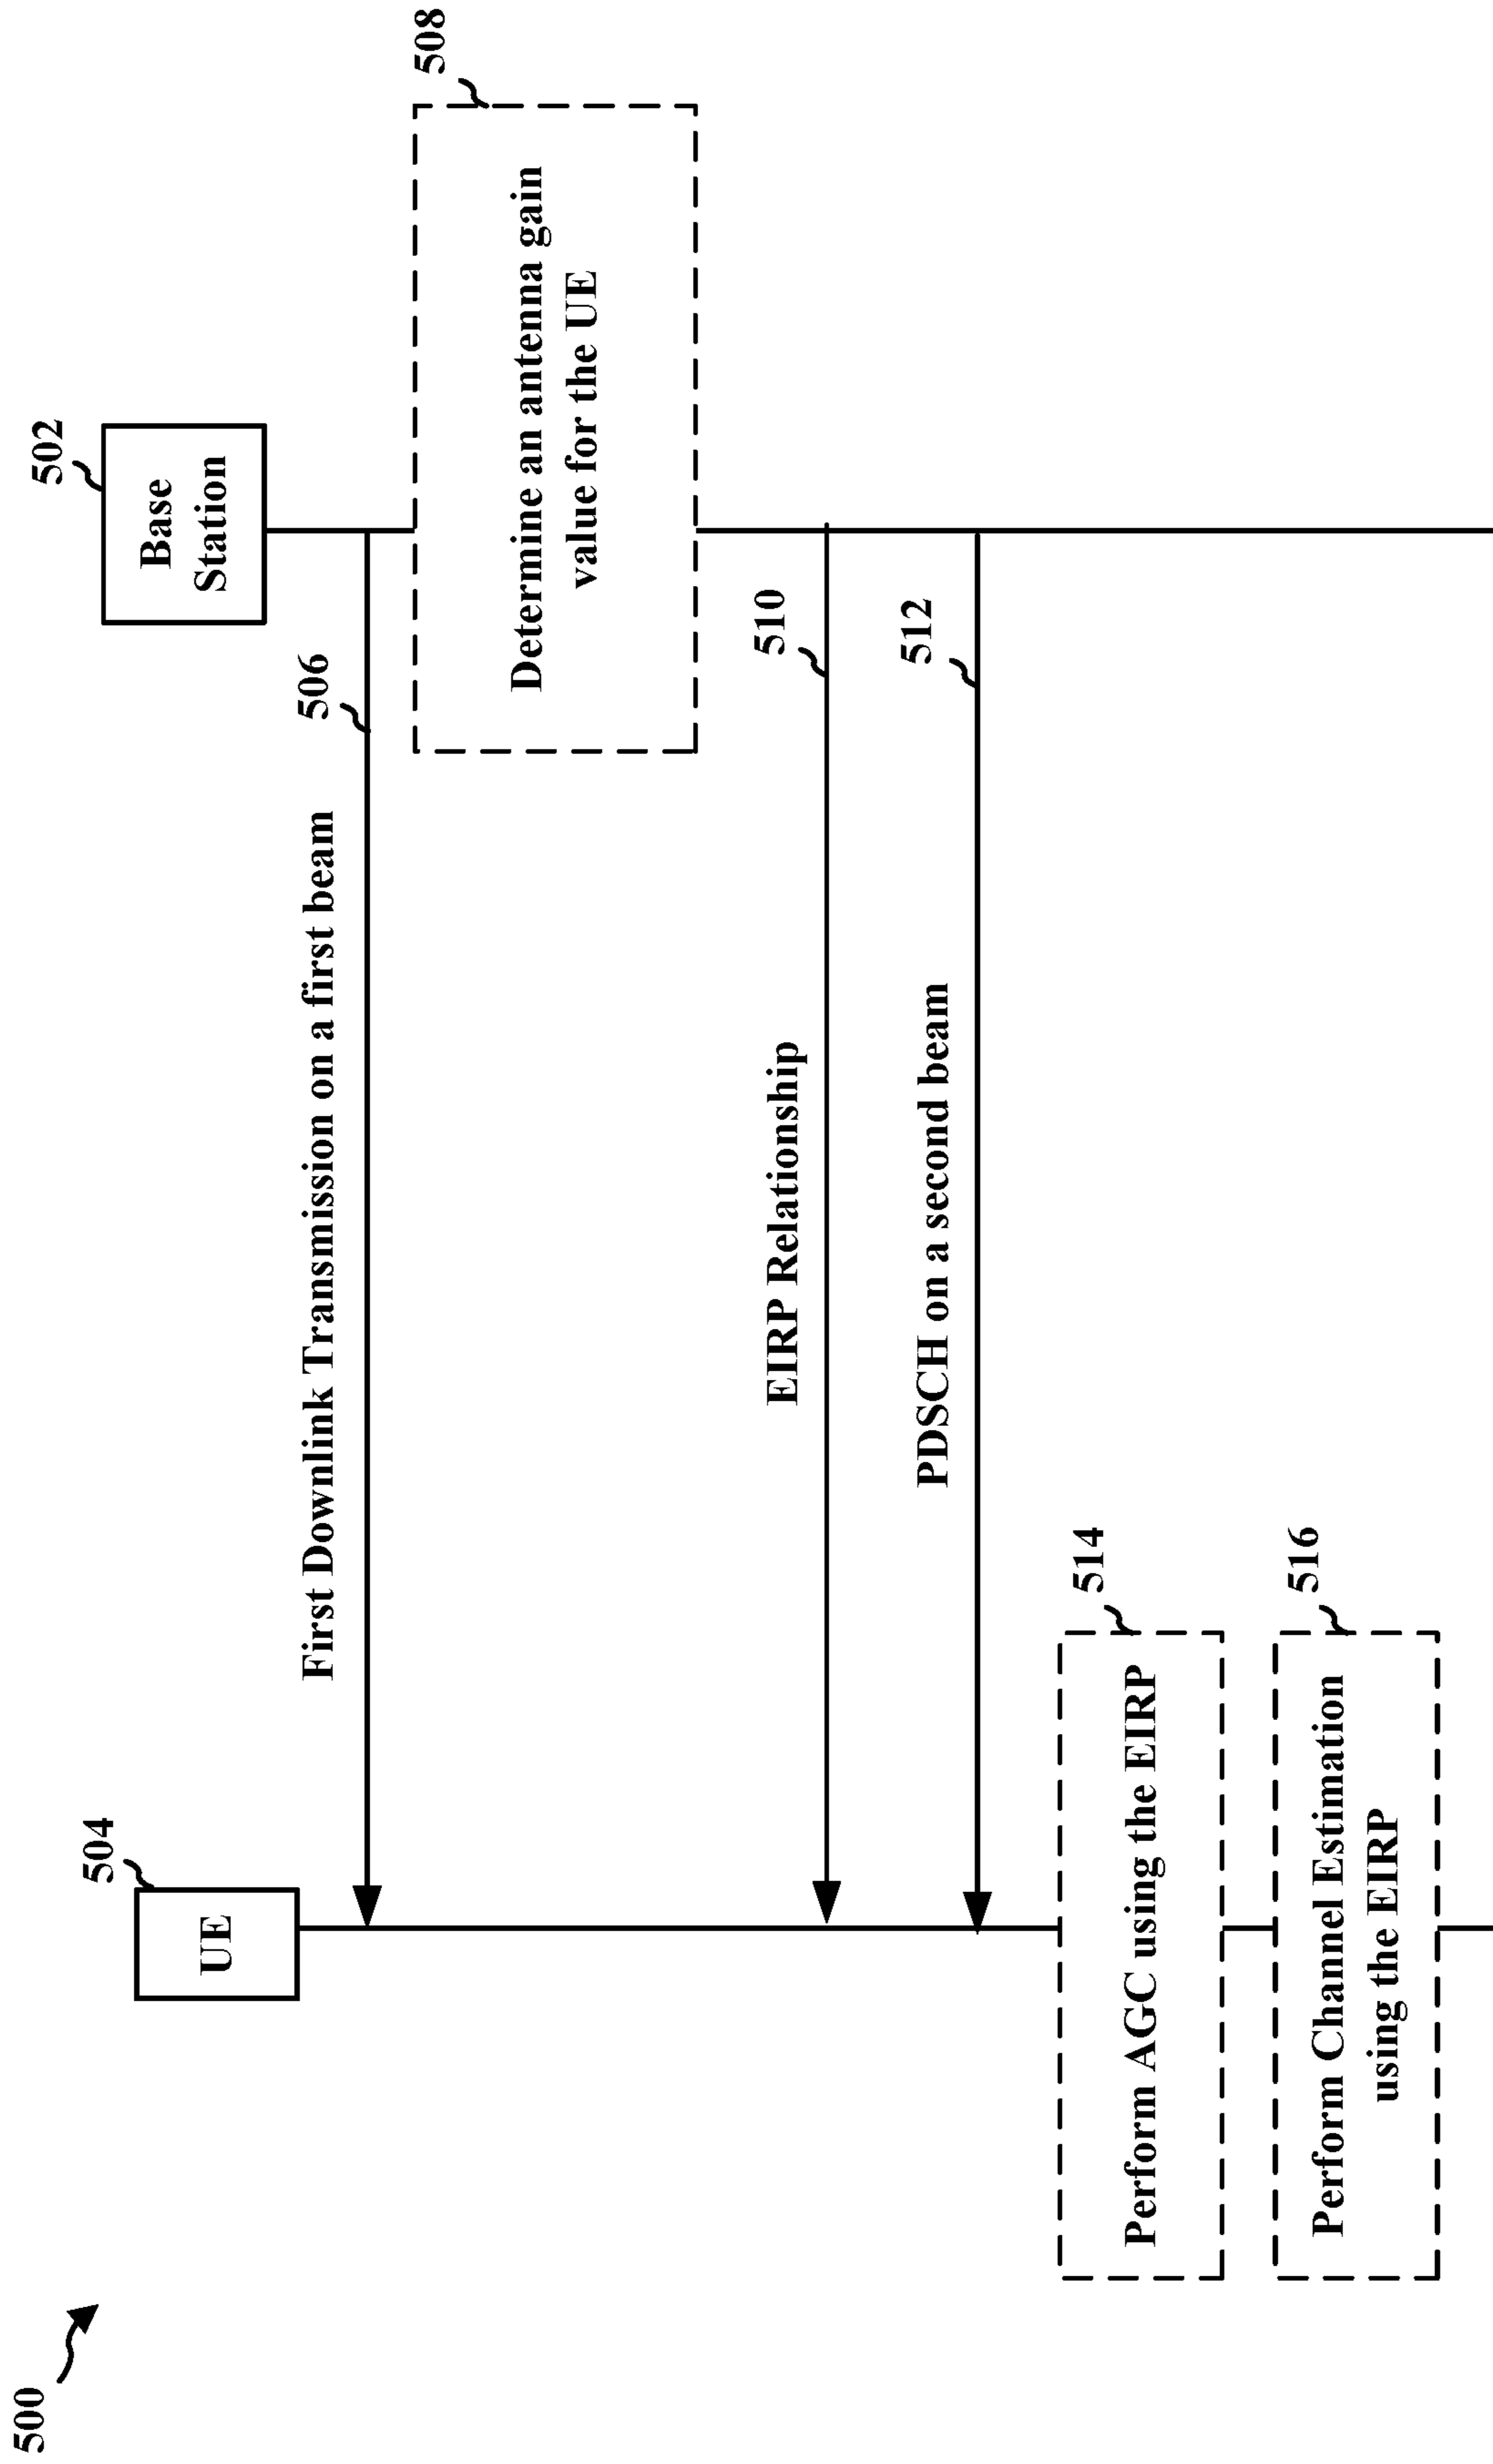 500
UE
504
Base
Station
502
First Downlink Transmission on a first beam
506
Determine an antenna gain
value for the UE
508
EIRP Relationship
510
PDSCH on a second beam
512
Perform AGC using the EIRP
514
Perform Channel Estimation
using the EIRP
516